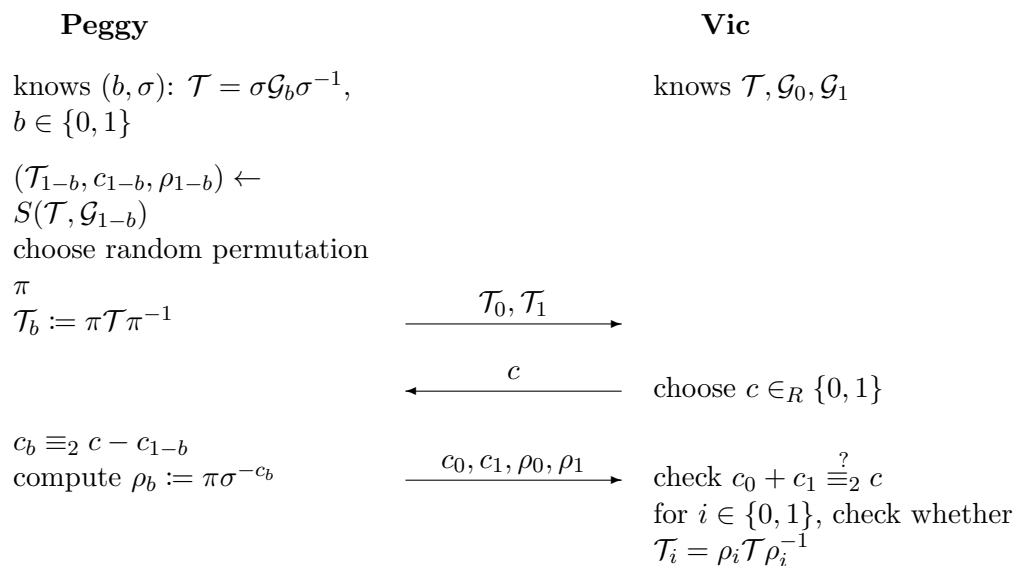 Peggy
Vic
knows (b, σ): 𝒯 = σ𝒢_bσ^{−1},
b ∈ {0, 1}
knows 𝒯, 𝒢_0, 𝒢_1
(𝒯_{1−b}, c_{1−b}, ρ_{1−b}) ←
S(𝒯, 𝒢_{1−b})
choose random permutation
π
𝒯_b := π𝒯π^{−1}
𝒯_0, 𝒯_1
c
choose c ∈_R {0, 1}
c_b ≡_2 c − c_{1−b}
compute ρ_b := πσ^{−c_b}
c_0, c_1, ρ_0, ρ_1
check c_0 + c_1 ≟_2 c
for i ∈ {0, 1}, check whether
𝒯_i = ρ_i𝒯ρ_i^{−1}